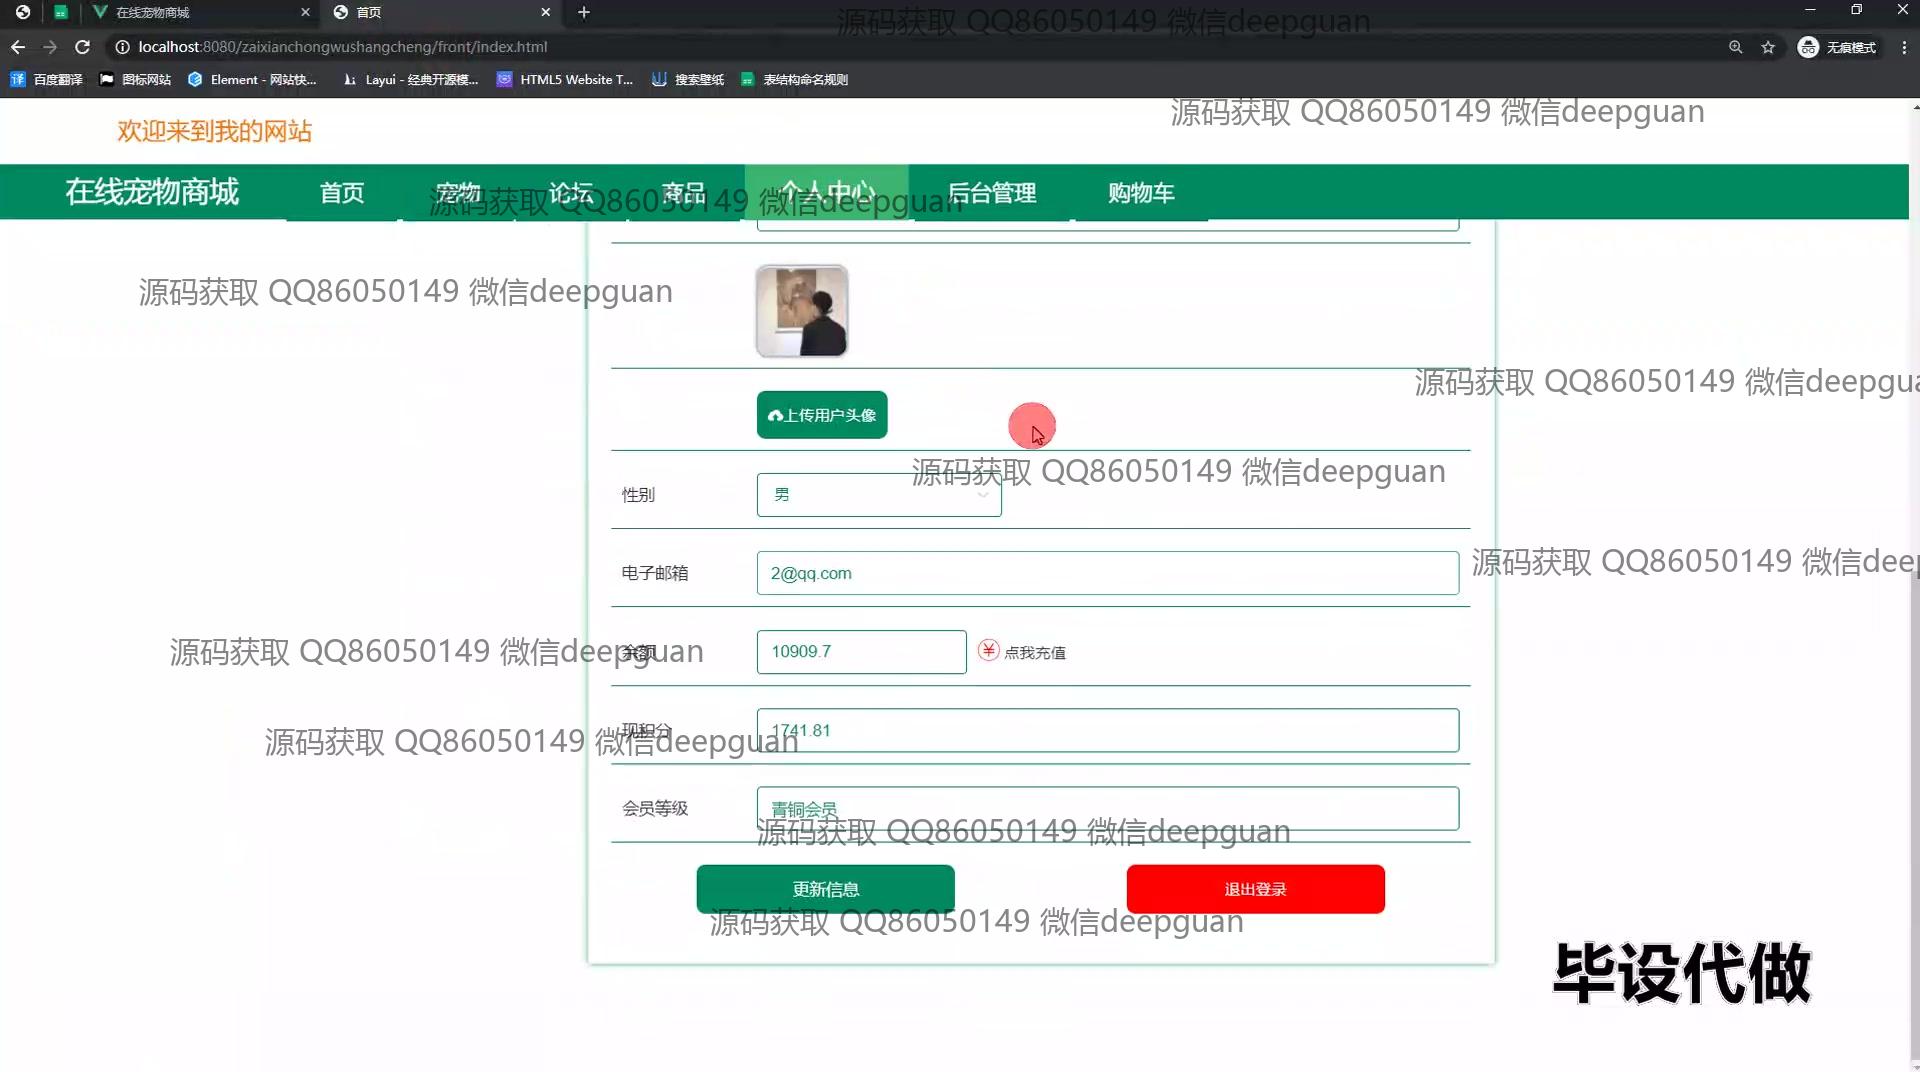 在线宠物商城
首页
源码获取 QQ86050149 微信deepguan
localhost:8080/zaixianchongwushangcheng/front/index.html
无痕模式
百度翻译
图标网站
Element - 网站快...
Layui - 经典开源模...
HTML5 Website T...
搜索壁纸
表结构命名规则
源码获取 QQ86050149 微信deepguan
欢迎来到我的网站
在线宠物商城
首页
宠物
论坛
商品
个人中心
后台管理
购物车
源码获取 QQ86050149 微信deepguan
源码获取 QQ86050149 微信deepguan
源码获取 QQ86050149 微信deepgua
上传用户头像
源码获取 QQ86050149 微信deepguan
性别
男
源码获取 QQ86050149 微信deep
电子邮箱
2@qq.com
源码获取 QQ86050149 微信deepguan
余额
10909.7
点我充值
现积分
1741.81
源码获取 QQ86050149 微信deepguan
会员等级
青铜会员
源码获取 QQ86050149 微信deepguan
更新信息
退出登录
源码获取 QQ86050149 微信deepguan
毕设代做